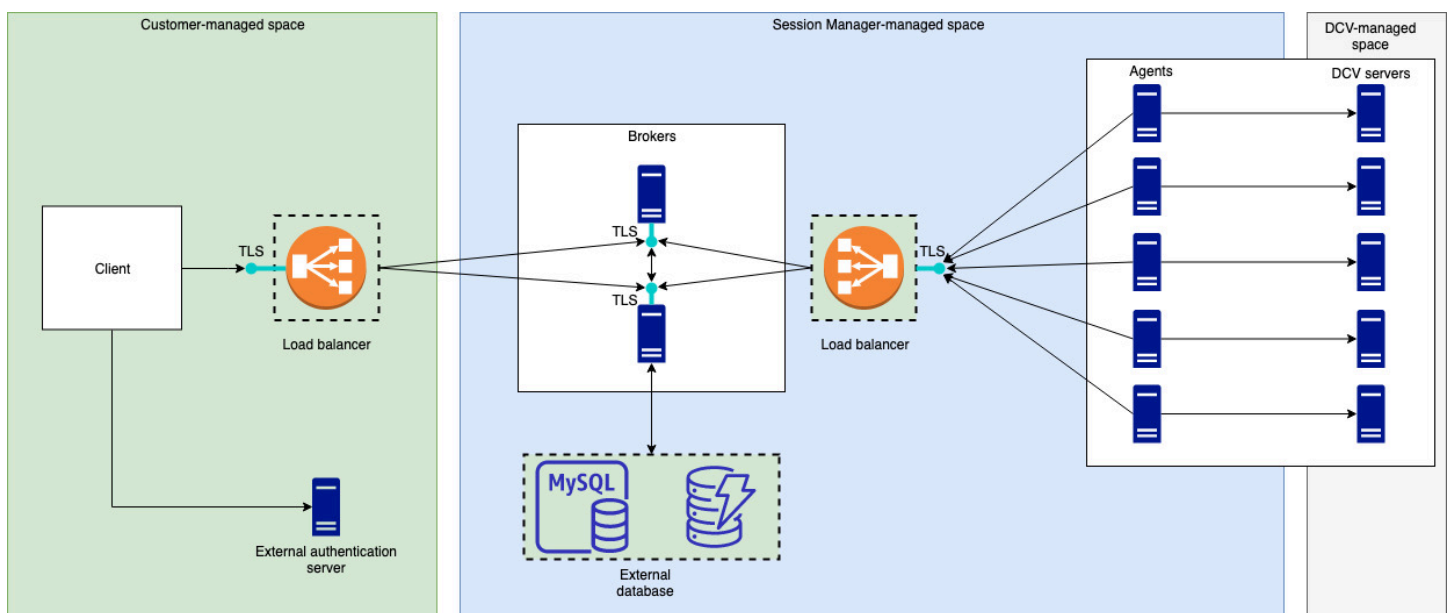 Customer-managed space
Session Manager-managed space
DCV-managed
space
Agents
DCV servers
Brokers
TLS
TLS
TLS
TLS
Client
Load balancer
Load balancer
MySQL
External authentication
server
External
database